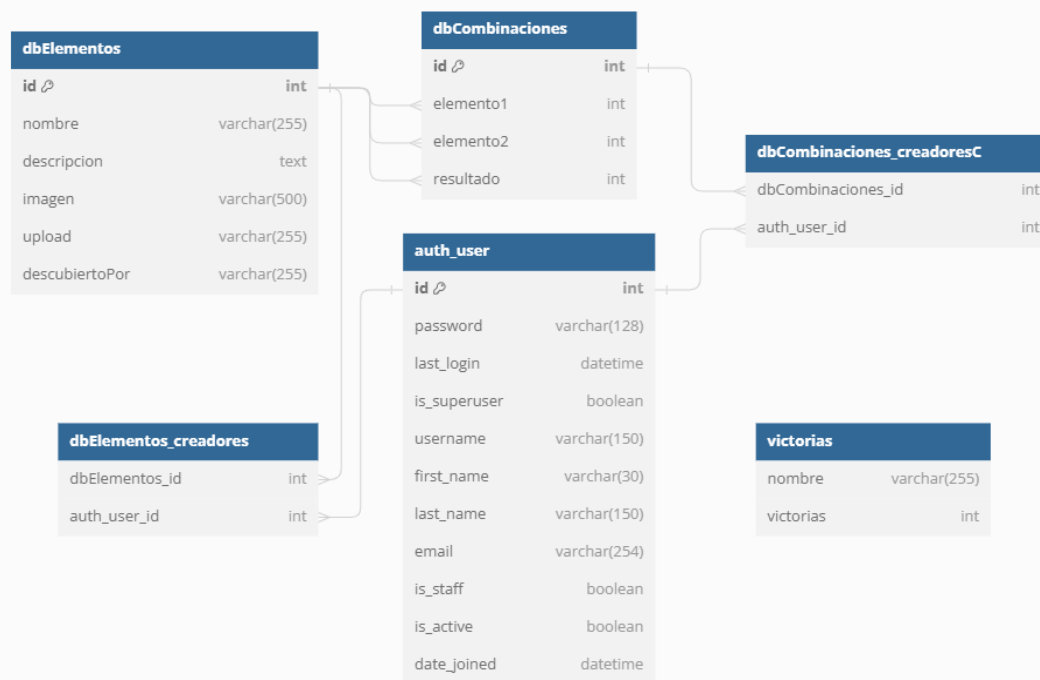 dbElementos
id int
nombre varchar(255)
descripcion text
imagen varchar(500)
upload varchar(255)
descubiertoPor varchar(255)
dbCombinaciones
id int
elemento1 int
elemento2 int
resultado int
dbCombinaciones_creadoresC
dbCombinaciones_id int
auth_user_id int
auth_user
id int
password varchar(128)
last_login datetime
is_superuser boolean
username varchar(150)
first_name varchar(30)
last_name varchar(150)
email varchar(254)
is_staff boolean
is_active boolean
date_joined datetime
dbElementos_creadores
dbElementos_id int
auth_user_id int
victorias
nombre varchar(255)
victorias int